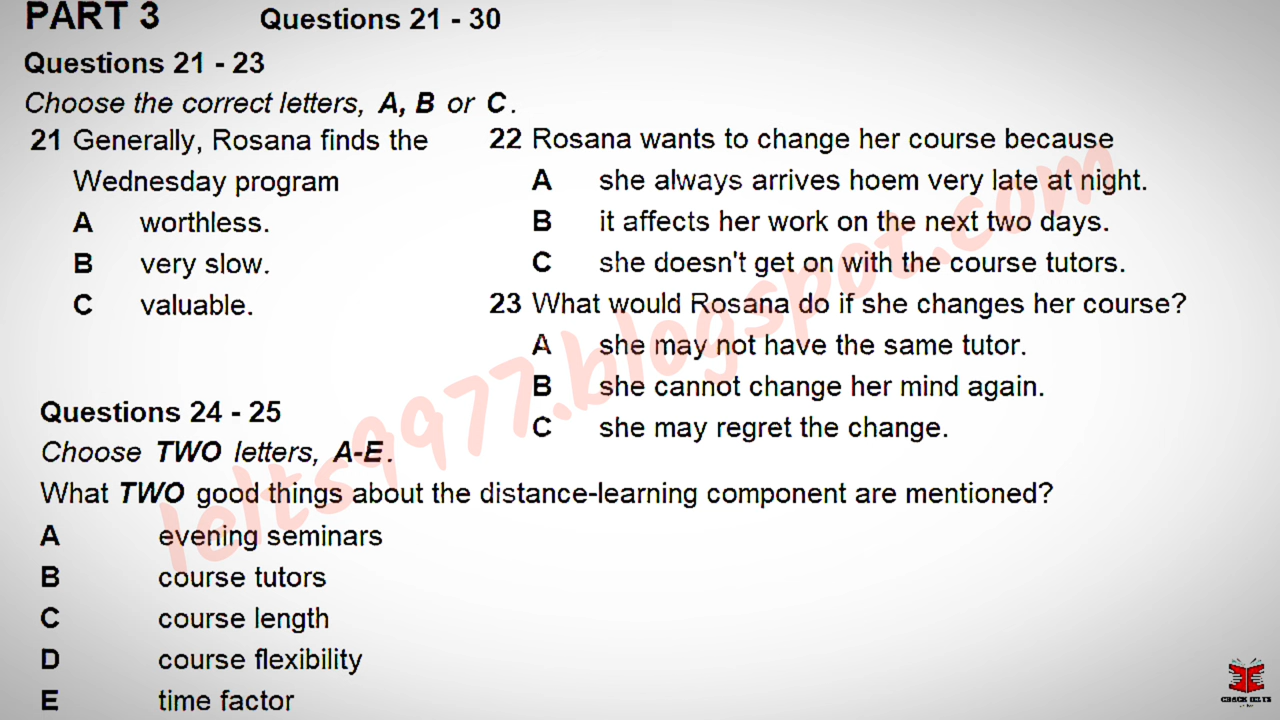 PART 3 Questions 21 - 30
Questions 21 - 23
Choose the correct letters, A, B or C.
21 Generally, Rosana finds the
Wednesday program
A worthless.
B very slow.
C valuable.
22 Rosana wants to change her course because
A she always arrives hoem very late at night.
B it affects her work on the next two days.
C she doesn't get on with the course tutors.
23 What would Rosana do if she changes her course?
A she may not have the same tutor.
B she cannot change her mind again.
C she may regret the change.
Questions 24 - 25
Choose TWO letters, A-E.
What TWO good things about the distance-learning component are mentioned?
A evening seminars
B course tutors
C course length
D course flexibility
E time factor
Ielts9977.blogspot.com
CRACK IELTS